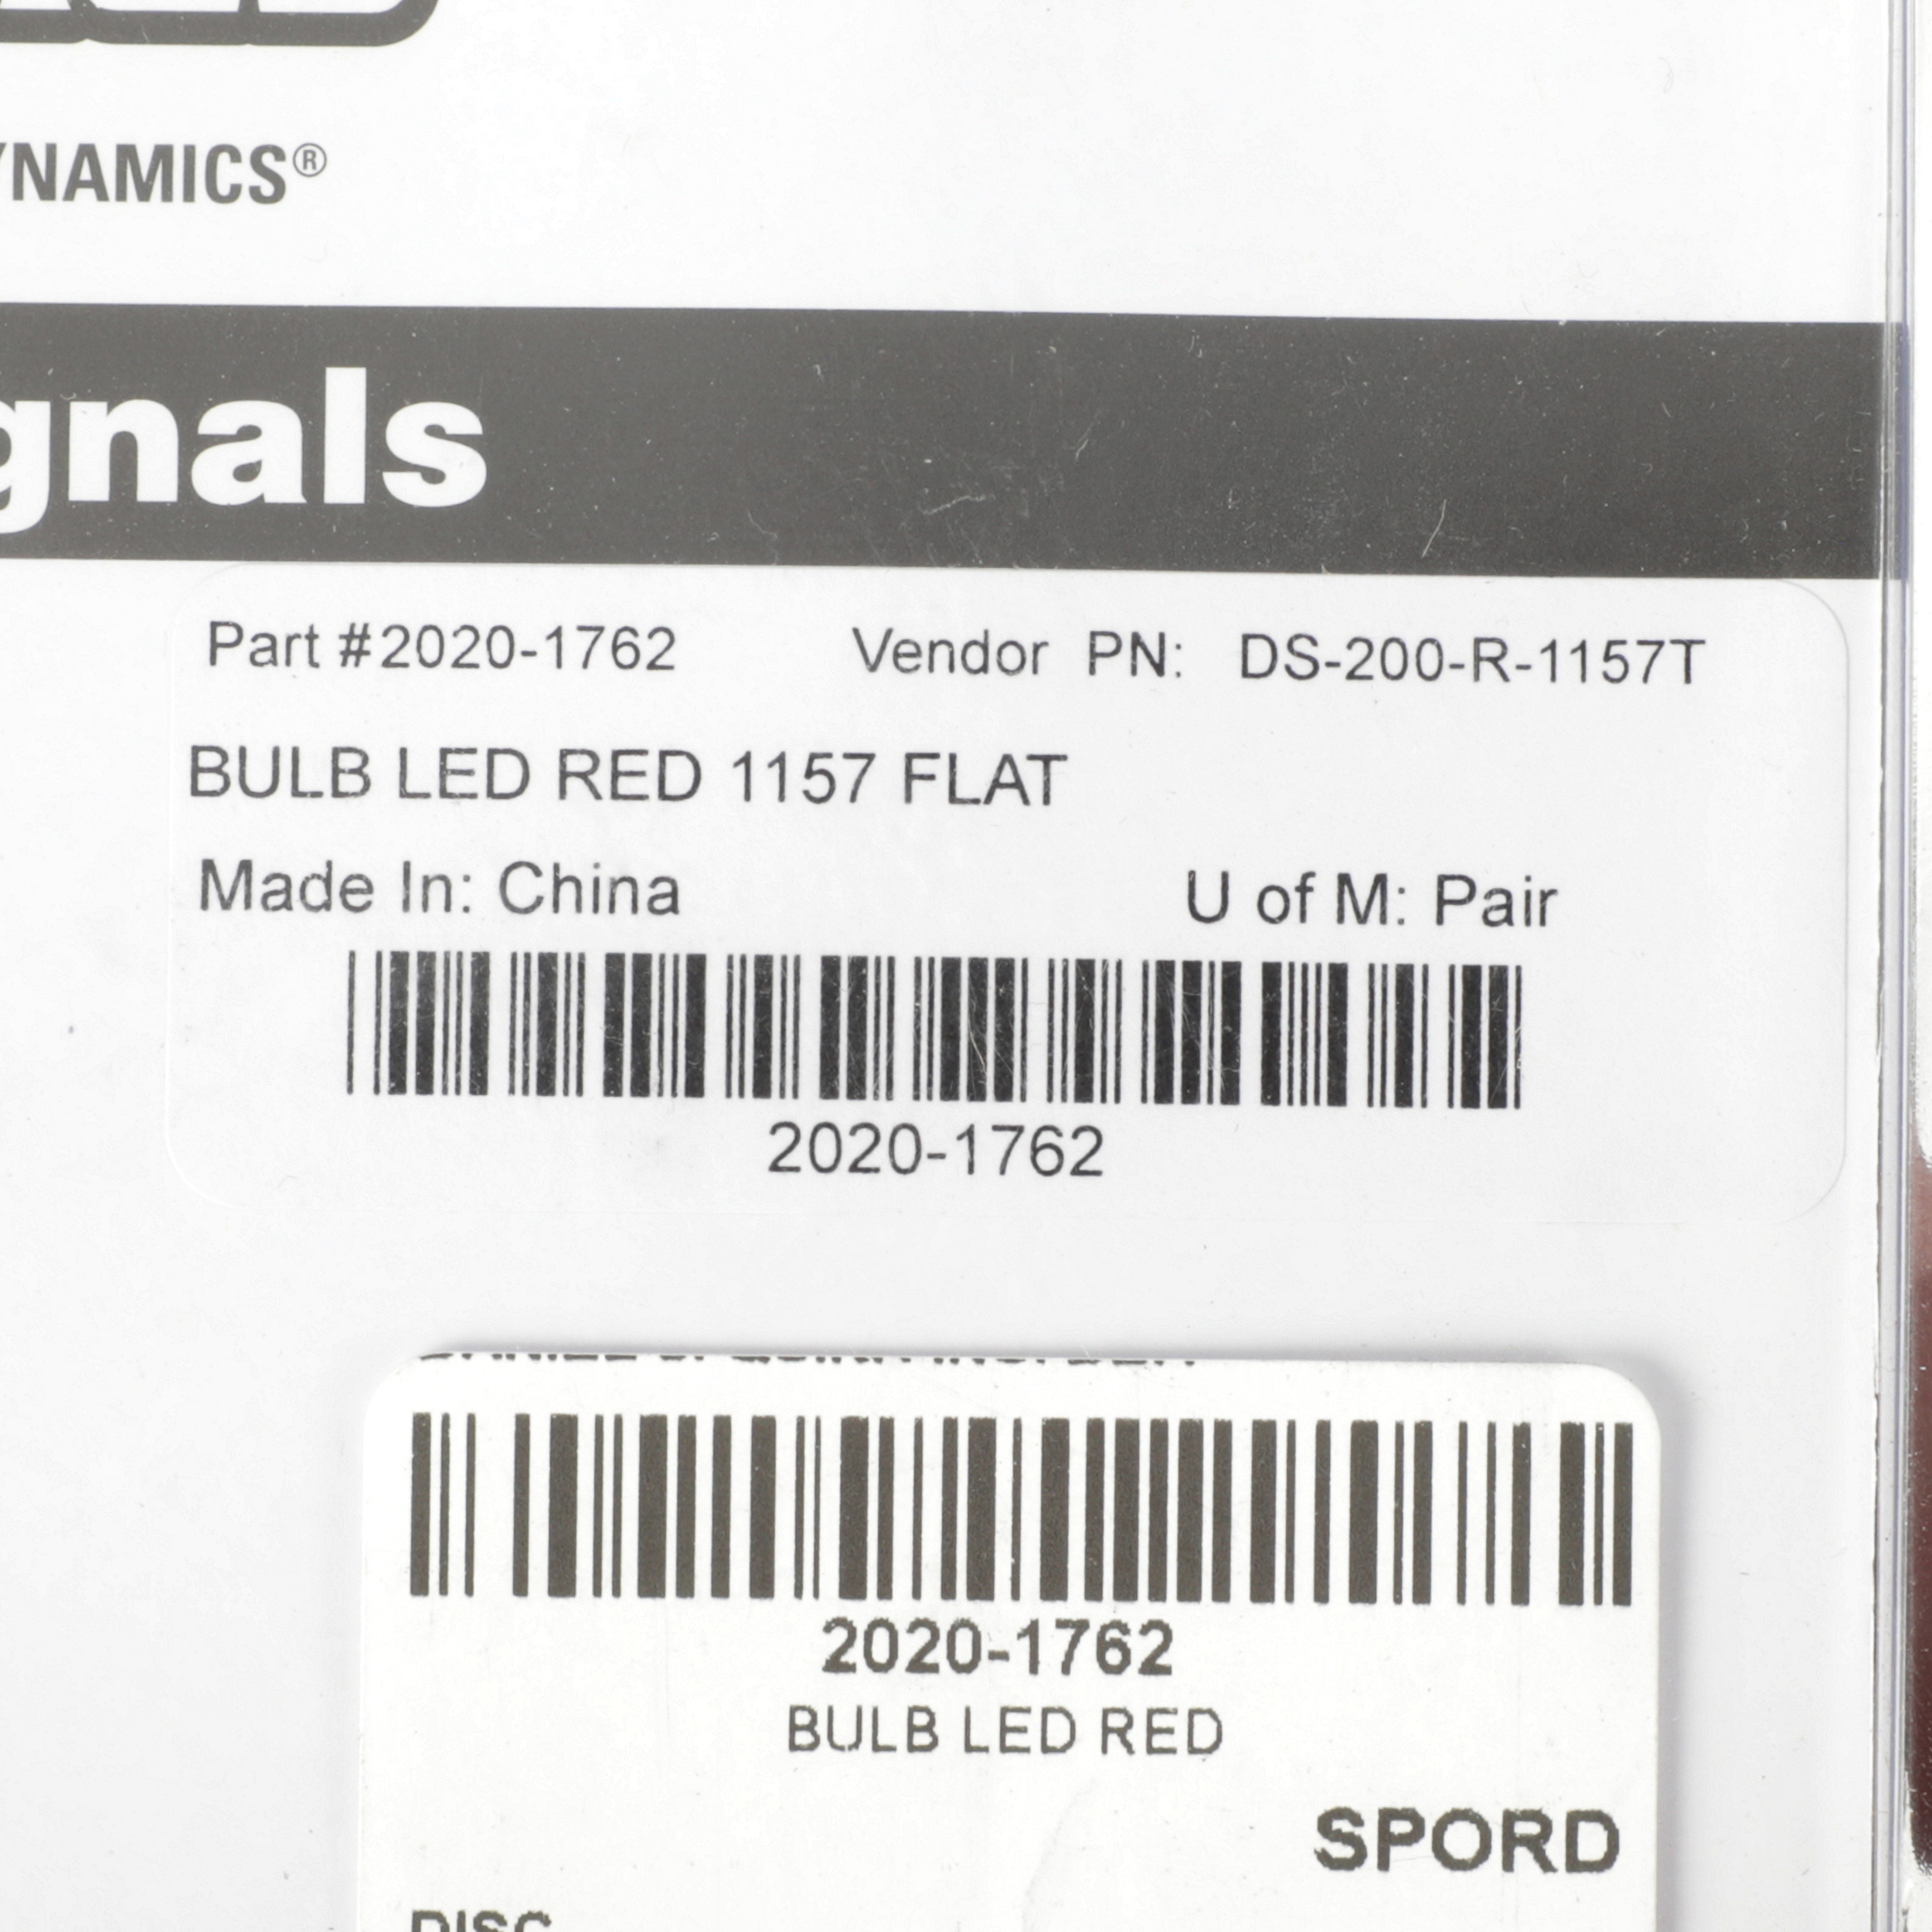 YNAMICS®
gnals
Part #2020-1762 Vendor PN: DS-200-R-1157T
BULB LED RED 1157 FLAT
Made In: China U of M: Pair
2020-1762
2020-1762
BULB LED RED
SPORD
DISC